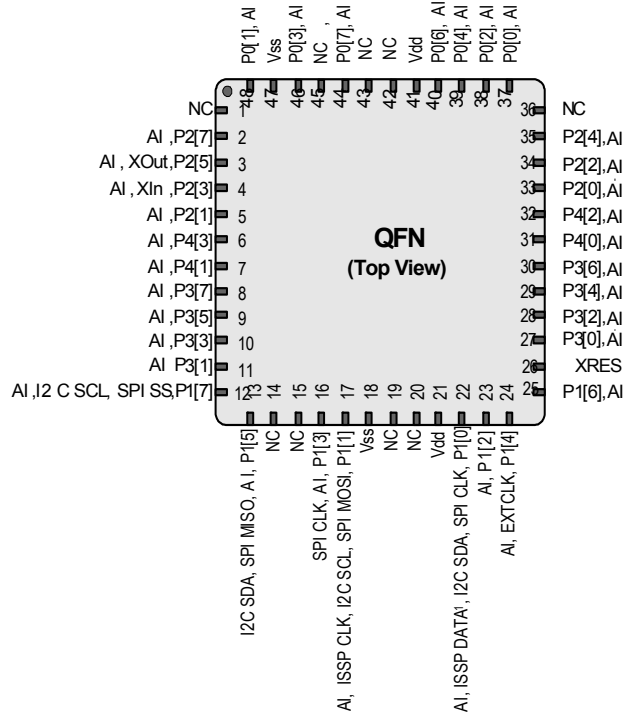 P0[1], AI
Vss
P0[3], AI
NC ,
P0[7], AI
NC
NC
Vdd
P0[6], AI
P0[4], AI
P0[2], AI
P0[0], AI
48
47
46
45
44
43
42
41
40
39
38
37
NC 1
AI ,P2[7] 2
AI , XOut,P2[5] 3
AI , XIn ,P2[3] 4
AI ,P2[1] 5
AI ,P4[3] 6
AI ,P4[1] 7
AI ,P3[7] 8
AI ,P3[5] 9
AI ,P3[3] 10
AI P3[1] 11
AI ,I2 C SCL, SPI SS,P1[7] 12
QFN
(Top View)
36 NC
35 P2[4],AI
34 P2[2],AI
33 P2[0],AI
32 P4[2],AI
31 P4[0],AI
30 P3[6],AI
29 P3[4],AI
28 P3[2],AI
27 P3[0],AI
26 XRES
25 P1[6],AI
13
14
15
16
17
18
19
20
21
22
23
24
I2C SDA, SPI MISO, A I, P1[5]
NC
NC
SPI CLK, A I, P1[3]
AI, ISSP CLK, I2C SCL, SPI MOSI, P1[1]
Vss
NC
NC
Vdd
AI, ISSP DATA¹, I2C SDA, SPI CLK, P1[0]
AI, P1[2]
AI, EXTCLK, P1[4]